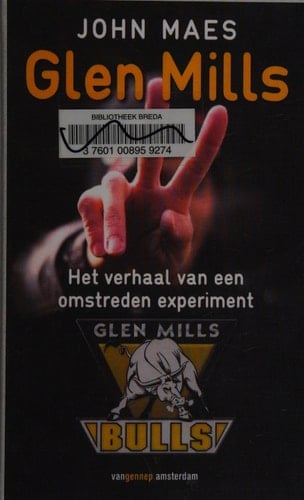 JOHN MAES
Glen Mills
BIBLIOTHEEK BREDA
3 7601 00895 9274
Het verhaal van een
omstreden experiment
GLEN MILLS
BULLS
vangennep amsterdam